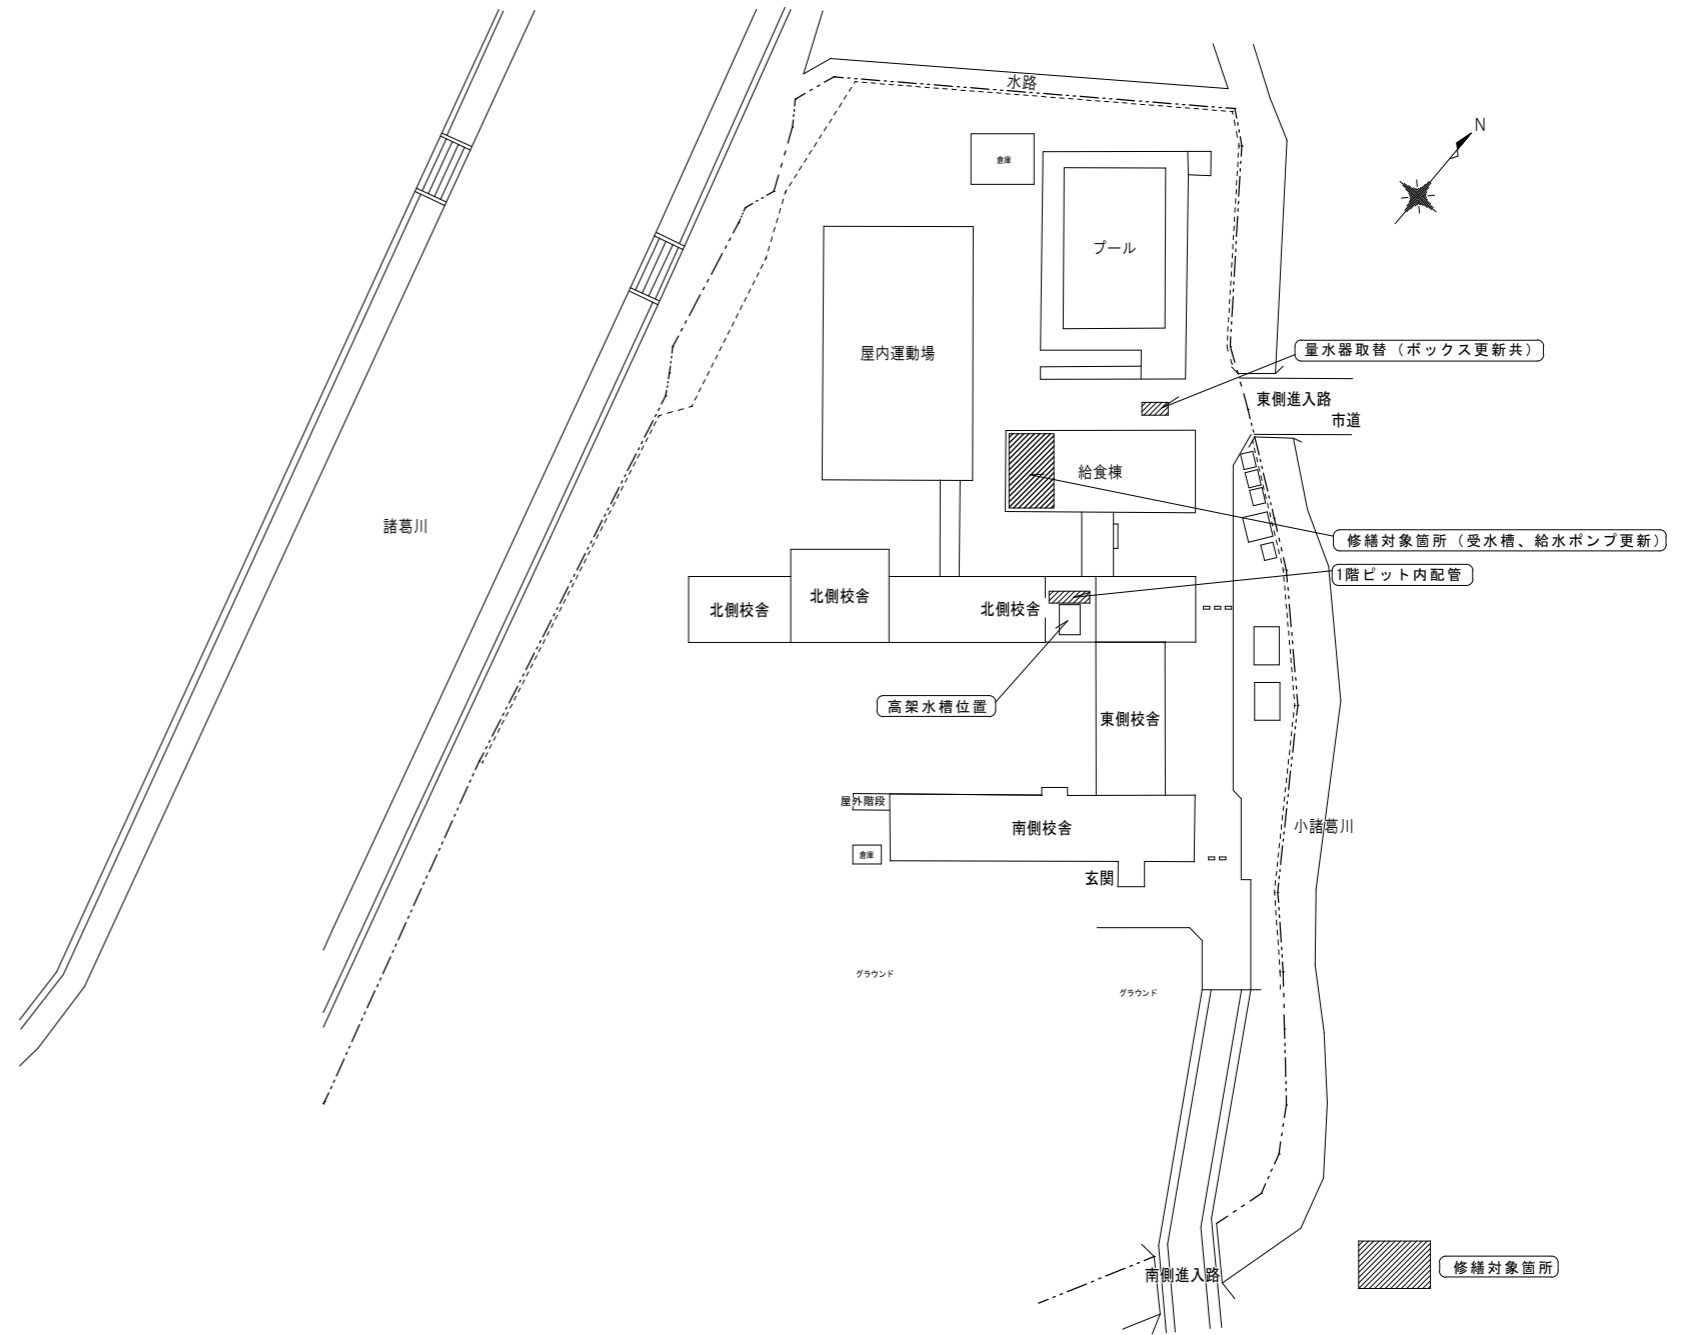 水路
N
倉庫
プール
屋内運動場
量水器取替（ボックス更新共）
東側進入路
市道
給食棟
諸葛川
修繕対象箇所（受水槽、給水ポンプ更新）
1階ピット内配管
北側校舎
北側校舎
北側校舎
高架水槽位置
東側校舎
屋外階段
南側校舎
小諸葛川
倉庫
玄関
グラウンド
グラウンド
南側進入路
修繕対象箇所